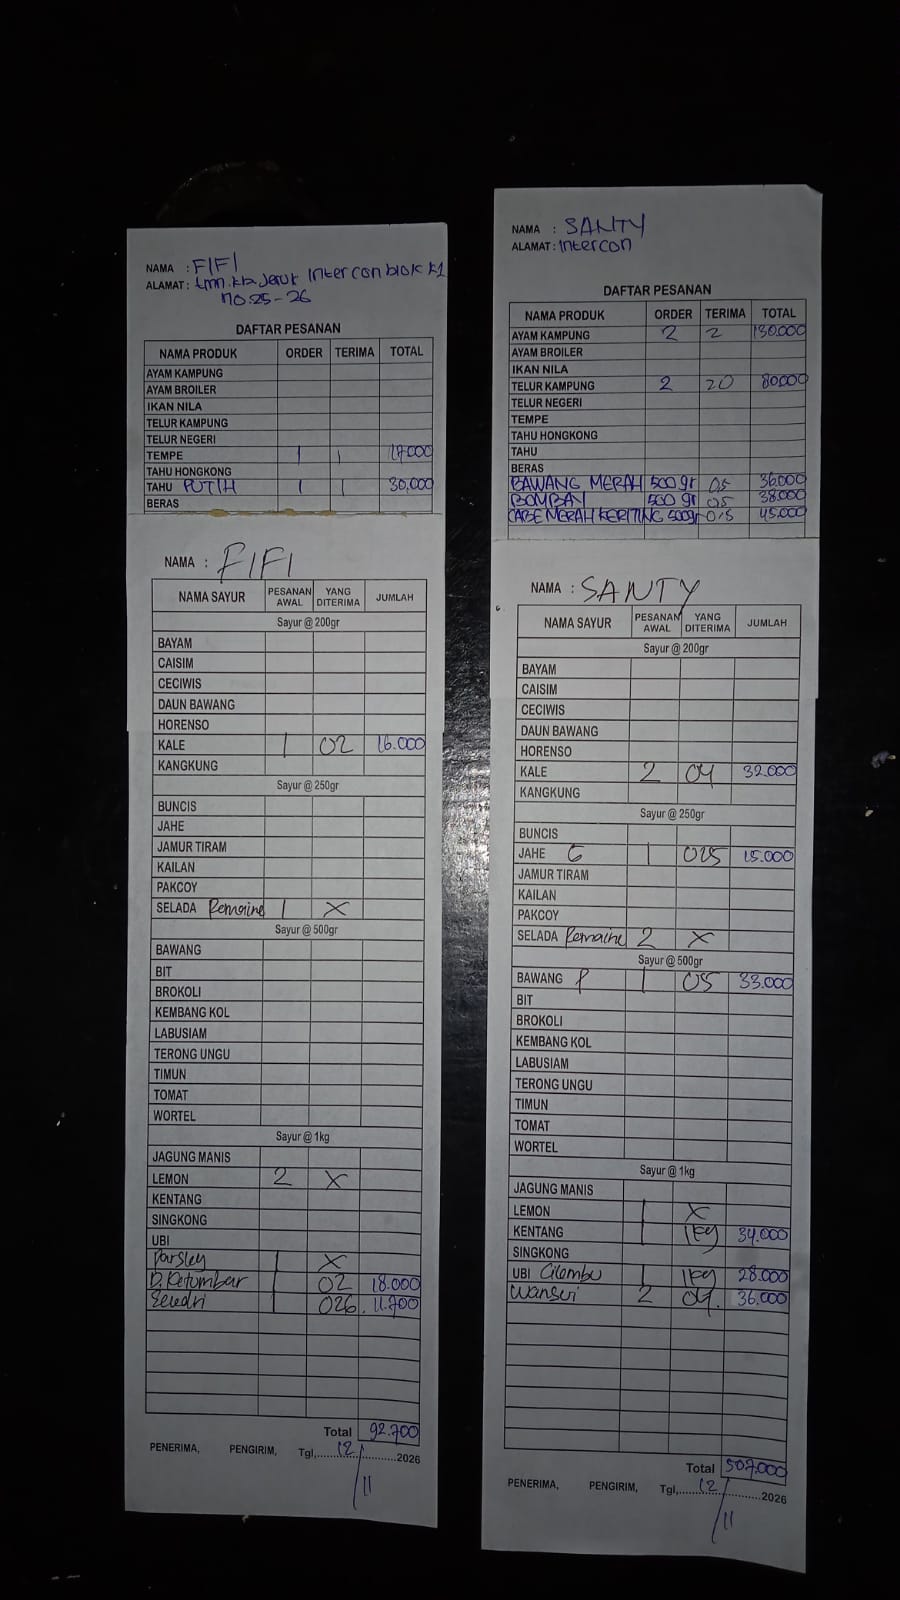 NAMA : FIFI
ALAMAT : tmn. kb. Jeruk Intercon blok k1
no. 25-26
DAFTAR PESANAN
NAMA PRODUK ORDER TERIMA TOTAL
AYAM KAMPUNG
AYAM BROILER
IKAN NILA
TELUR KAMPUNG
TELUR NEGERI
TEMPE 1 1 17.000
TAHU HONGKONG
TAHU PUTIH 1 1 30.000
BERAS
NAMA : FIFI
NAMA SAYUR PESANAN AWAL YANG DITERIMA JUMLAH
Sayur @ 200gr
BAYAM
CAISIM
CECIWIS
DAUN BAWANG
HORENSO
KALE 1 02 16.000
KANGKUNG
Sayur @ 250gr
BUNCIS
JAHE
JAMUR TIRAM
KAILAN
PAKCOY
SELADA Remaine 1 X
Sayur @ 500gr
BAWANG
BIT
BROKOLI
KEMBANG KOL
LABUSIAM
TERONG UNGU
TIMUN
TOMAT
WORTEL
Sayur @ 1kg
JAGUNG MANIS
LEMON 2 X
KENTANG
SINGKONG
UBI
Parsley 1 X
D. Ketumbar 1 02 18.000
Seledri 1 026. 11.700
Total 92.700
PENERIMA, PENGIRIM, Tgl,.....12/11.....2026
NAMA : SANTY
ALAMAT : Intercon
DAFTAR PESANAN
NAMA PRODUK ORDER TERIMA TOTAL
AYAM KAMPUNG 2 2 130.000
AYAM BROILER
IKAN NILA
TELUR KAMPUNG 2 20 80.000
TELUR NEGERI
TEMPE
TAHU HONGKONG
TAHU
BERAS
BAWANG MERAH 500 gr 05 36.000
BOMBAY 500 gr 05 38.000
CABE MERAH KERITING 500gr 0.5 45.000
NAMA : SANTY
NAMA SAYUR PESANAN AWAL YANG DITERIMA JUMLAH
Sayur @ 200gr
BAYAM
CAISIM
CECIWIS
DAUN BAWANG
HORENSO
KALE 2 04 32.000
KANGKUNG
Sayur @ 250gr
BUNCIS
JAHE G 1 025 15.000
JAMUR TIRAM
KAILAN
PAKCOY
SELADA Remaine 2 X
Sayur @ 500gr
BAWANG P 1 05 33.000
BIT
BROKOLI
KEMBANG KOL
LABUSIAM
TERONG UNGU
TIMUN
TOMAT
WORTEL
Sayur @ 1kg
JAGUNG MANIS
LEMON 1 X
KENTANG 1 1kg 34.000
SINGKONG
UBI Cilembu 1 1kg 28.000
Wansui 2 04. 36.000
Total 507.000
PENERIMA, PENGIRIM, Tgl,.....12/11.....2026